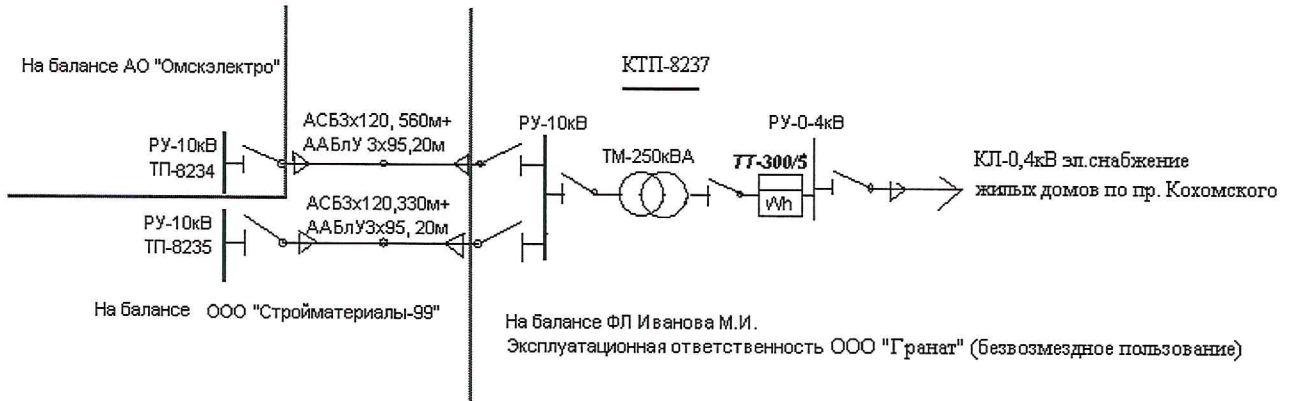 На балансе АО "Омскэлектро"
КТП-8237
АСБ3х120, 560м+
ААБлУ 3х95,20м
РУ-10кВ
ТП-8234
РУ-10кВ
РУ-0-4кВ
ТМ-250кВА
ТТ-300/5
Wh
КЛ-0,4кВ эл.снабжение
жилых домов по пр. Кохомского
АСБ3х120,330м+
ААБлУ3х95, 20м
РУ-10кВ
ТП-8235
На балансе ООО "Стройматериалы-99"
На балансе ФЛ Иванова М.И.
Эксплуатационная ответственность ООО "Гранат" (безвозмездное пользование)